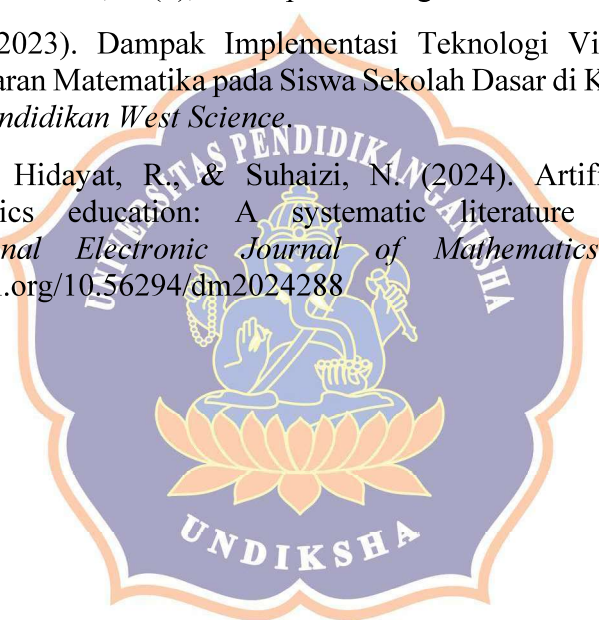 2023). Dampak Implementasi Teknologi Vi
aran Matematika pada Siswa Sekolah Dasar di K
ndidikan West Science.
Hidayat, R., & Suhaizi, N. (2024). Artif
ics education: A systematic literature
nal Electronic Journal of Mathematics
.org/10.56294/dm2024288
UNIVERSITAS PENDIDIKAN GANESHA
UNDIKSHA